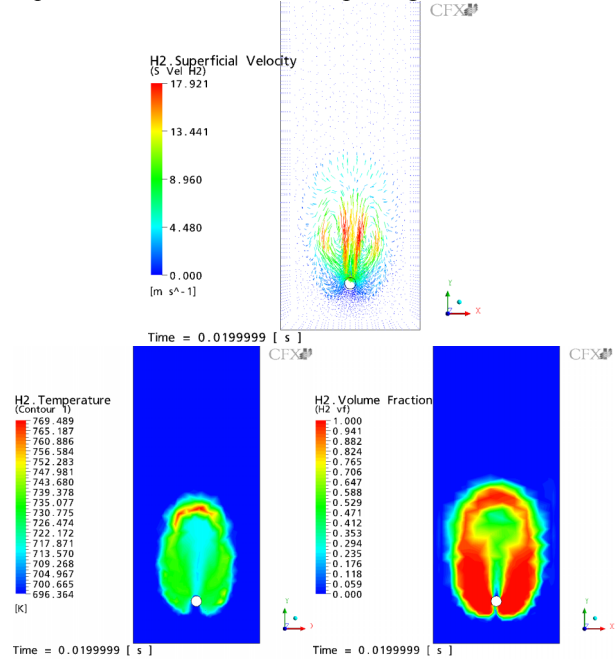 CFX
H2.Superficial Velocity
(S Vel H2)
17.921
13.441
8.960
4.480
0.000
[m s^-1]
Y
X
Z
Time = 0.0199999 [ s ]
CFX
H2.Temperature
(Contour 1)
769.489
765.187
760.886
756.584
752.283
747.981
743.680
739.378
735.077
730.775
726.474
722.172
717.871
713.570
709.268
704.967
700.665
696.364
[K]
Y
X
Z
Time = 0.0199999 [ s ]
CFX
H2.Volume Fraction
(H2 vf)
1.000
0.941
0.882
0.824
0.765
0.706
0.647
0.588
0.529
0.471
0.412
0.353
0.294
0.235
0.176
0.118
0.059
0.000
Y
X
Z
Time = 0.0199999 [ s ]